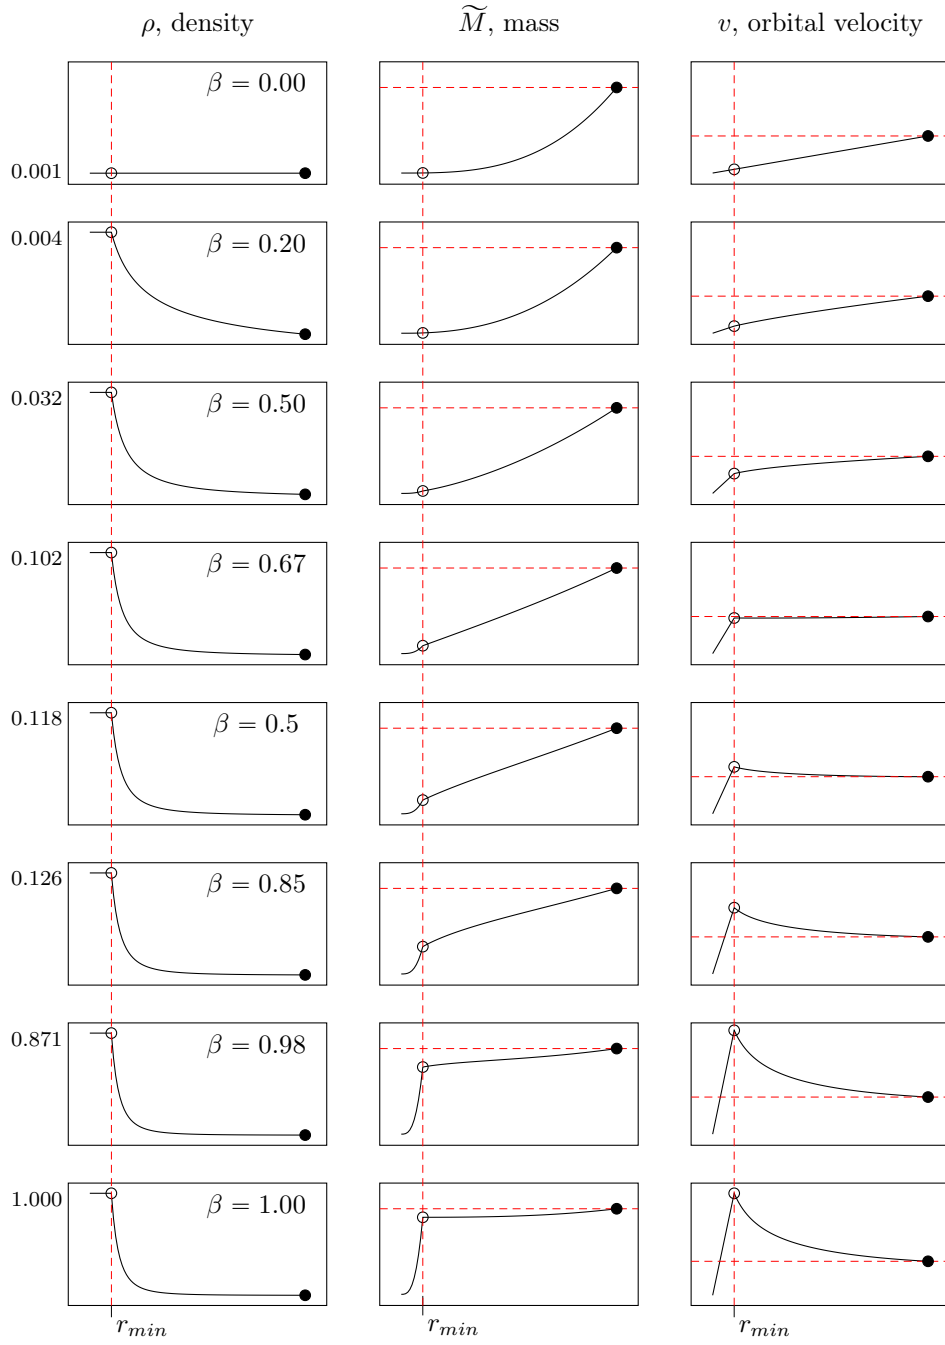 ρ, density M̃, mass v, orbital velocity
β = 0.00
0.001
0.004
β = 0.20
0.032
β = 0.50
0.102
β = 0.67
0.118
β = 0.5
0.126
β = 0.85
0.871
β = 0.98
1.000
β = 1.00
r_min r_min r_min